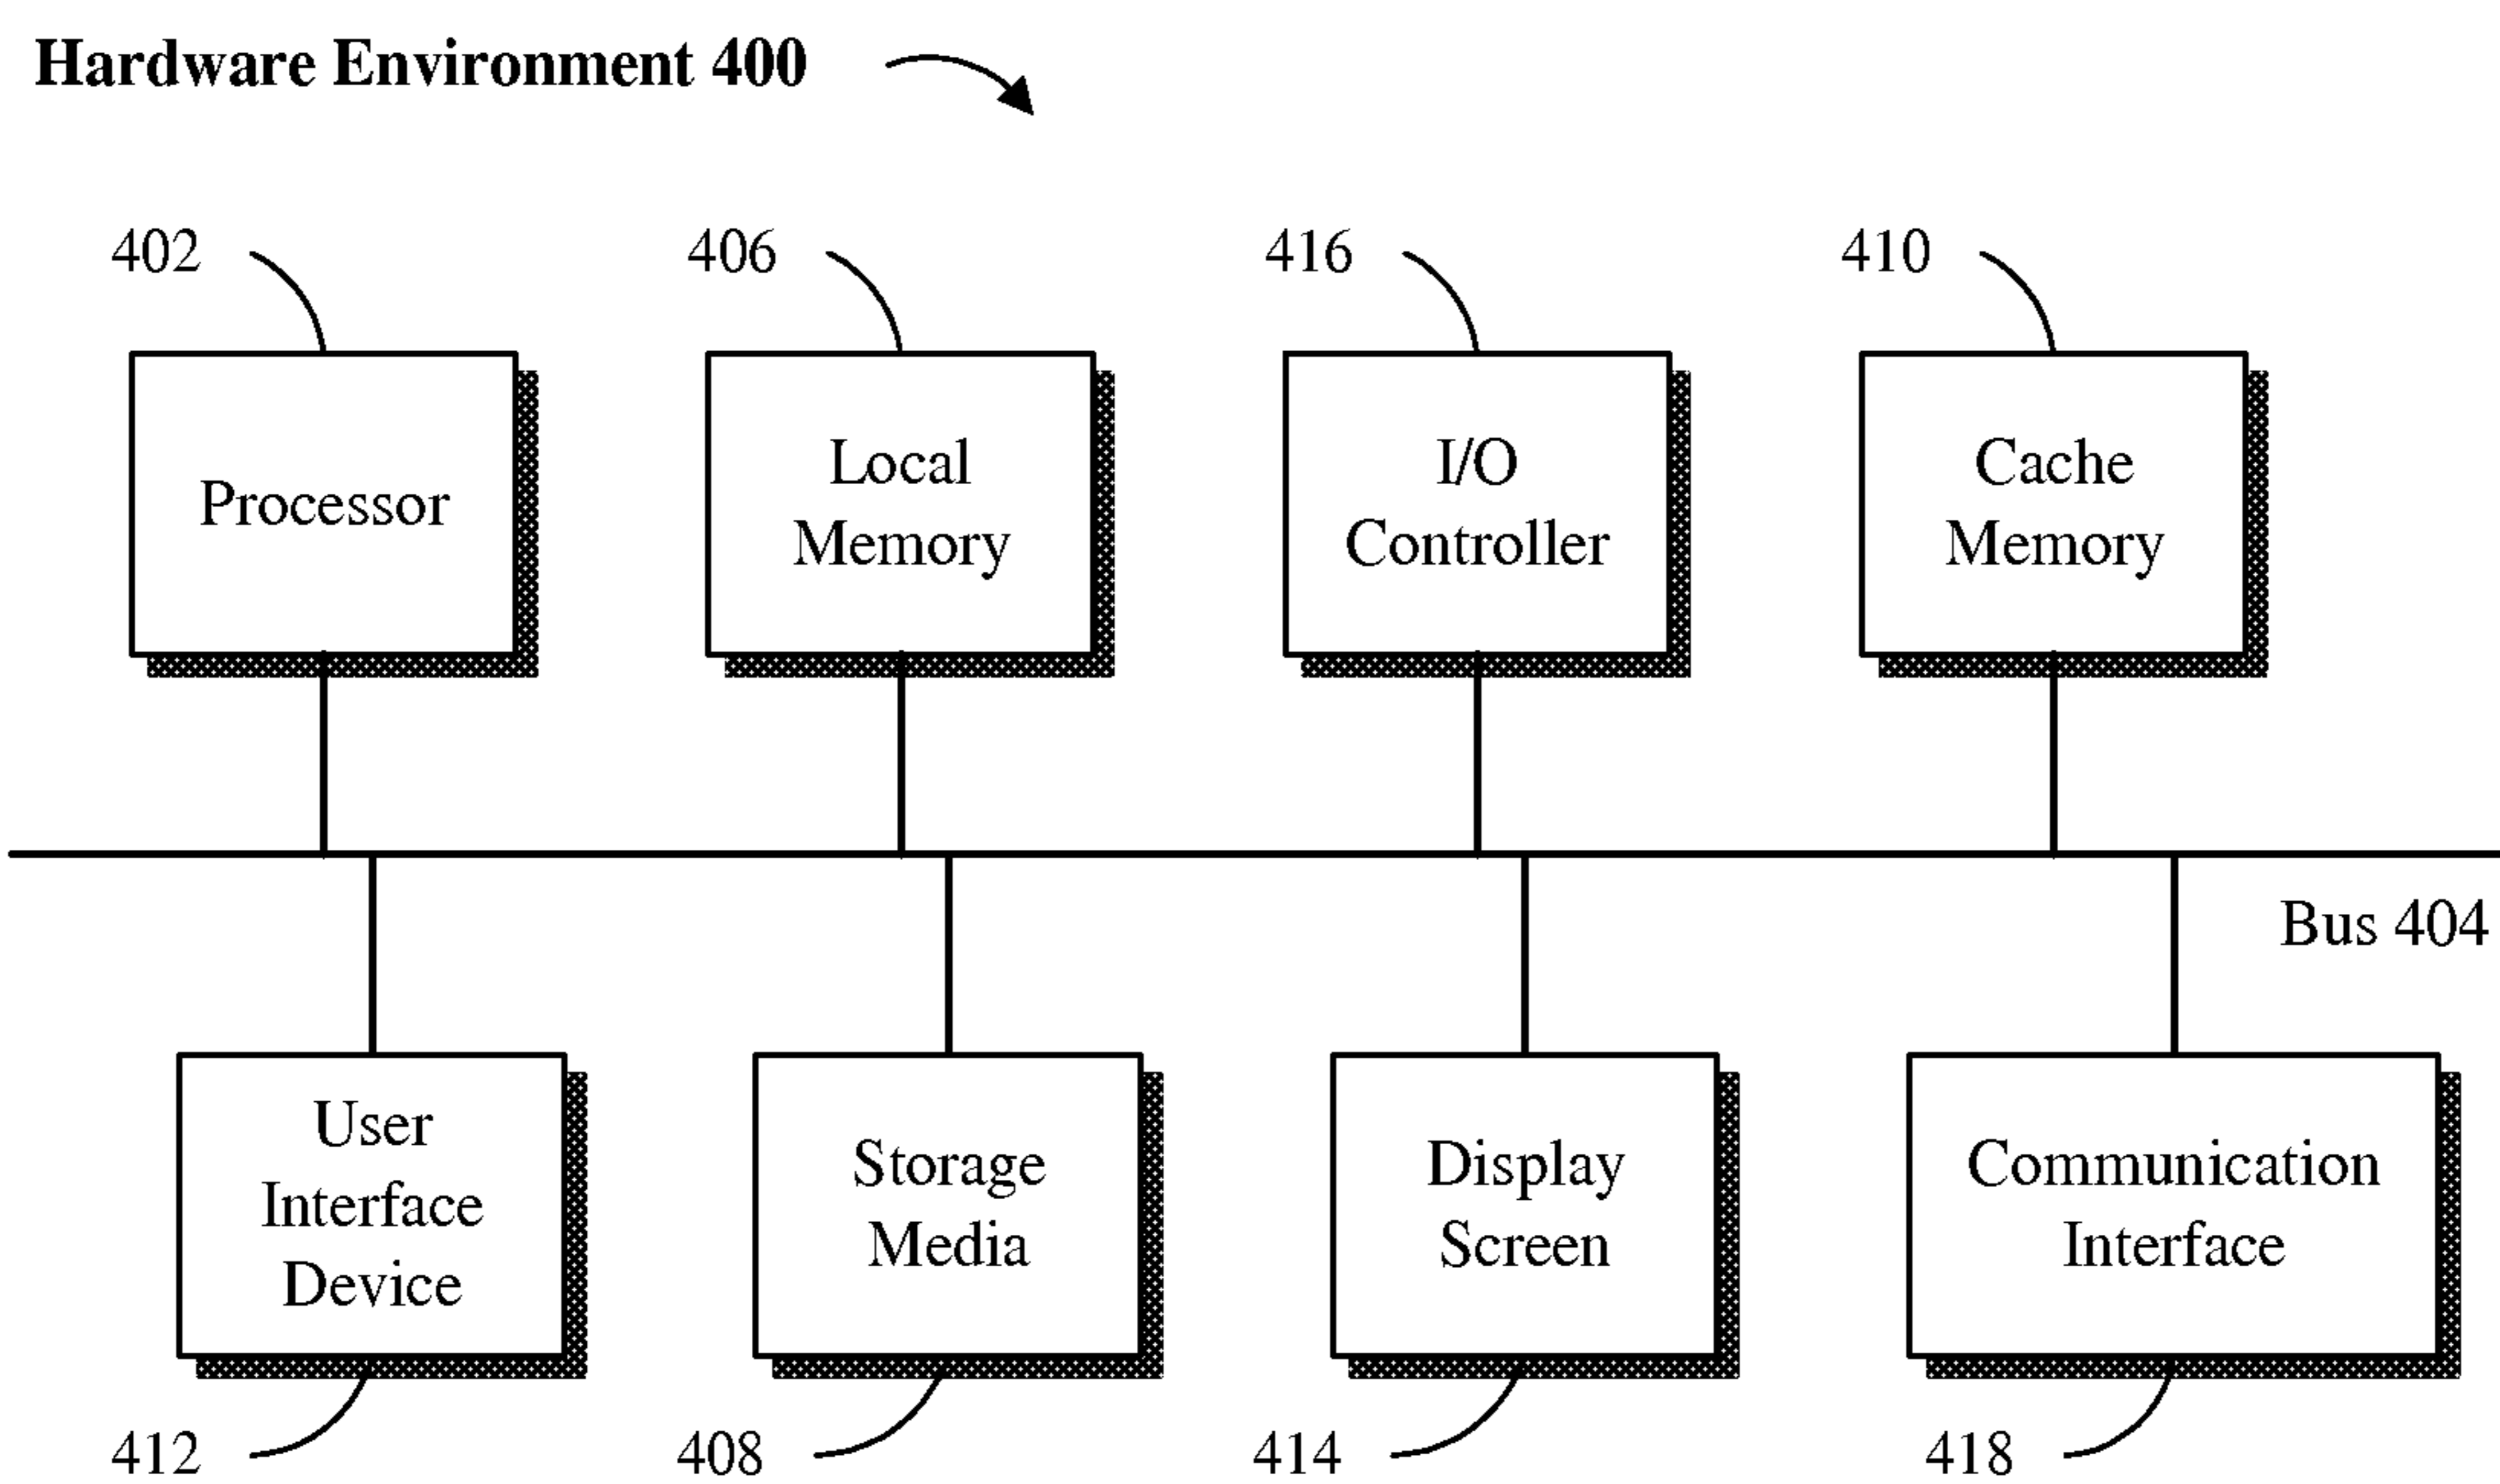 Hardware Environment 400
402
406
416
410
Processor
Local
Memory
I/O
Controller
Cache
Memory
Bus 404
User
Interface
Device
Storage
Media
Display
Screen
Communication
Interface
412
408
414
418